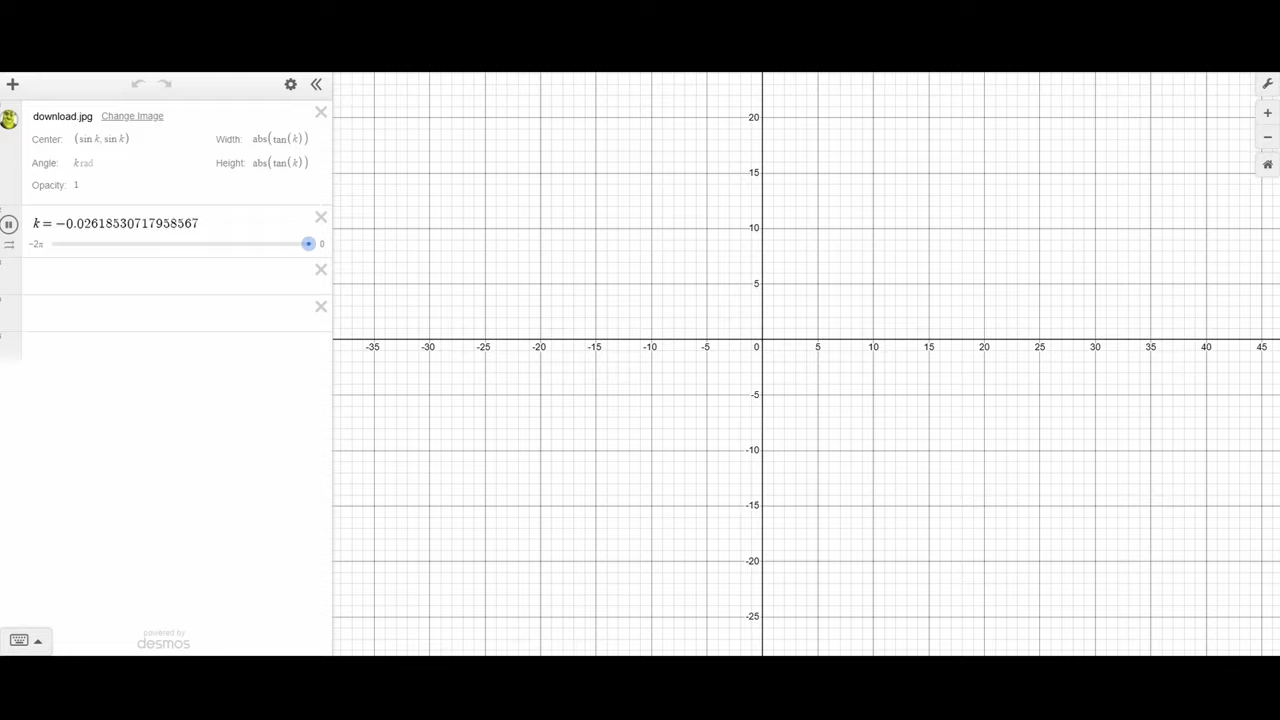 download.jpg Change Image
Center: (sin k, sin k) Width: abs(tan(k))
Angle: k rad Height: abs(tan(k))
Opacity: 1
k = −0.02618530717958567
−2π 0
powered by
desmos
20
15
10
5
-35 -30 -25 -20 -15 -10 -5 0 5 10 15 20 25 30 35 40 45
-5
-10
-15
-20
-25